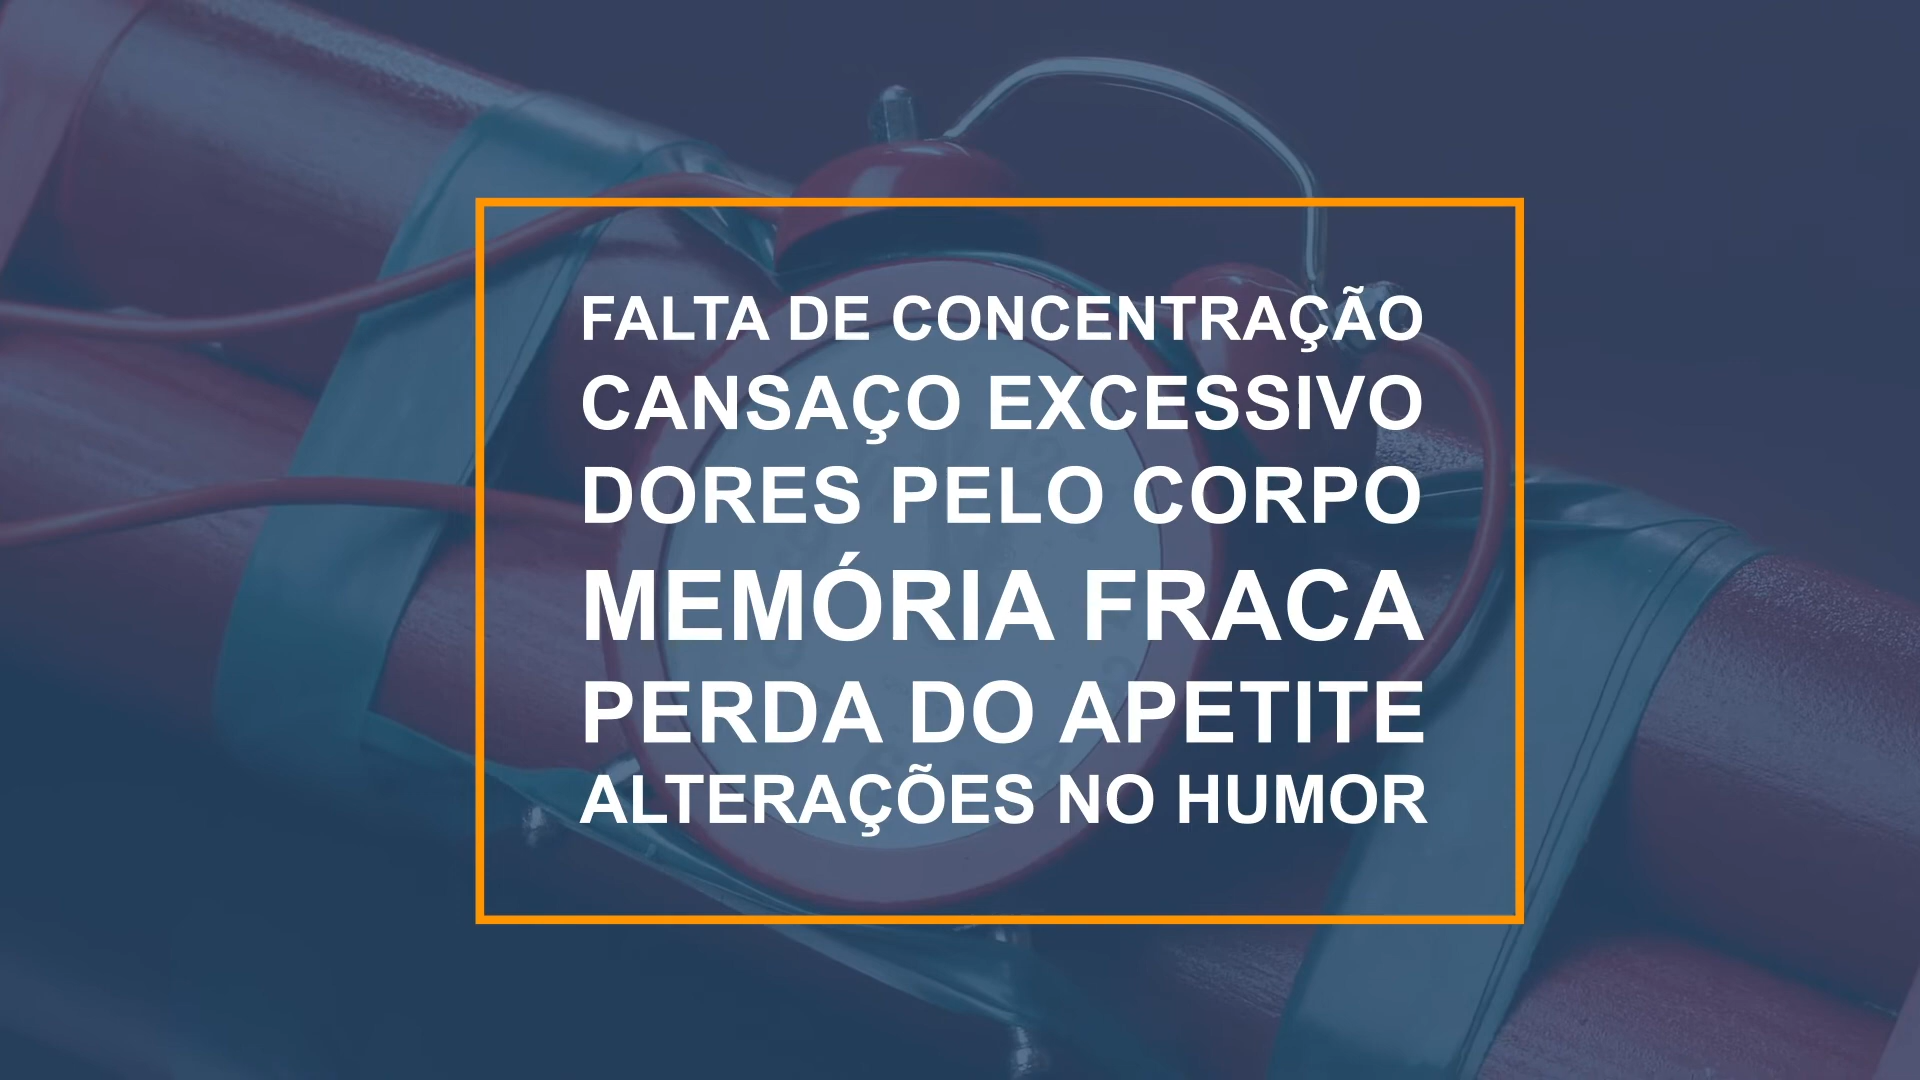 FALTA DE CONCENTRAÇÃO
CANSAÇO EXCESSIVO
DORES PELO CORPO
MEMÓRIA FRACA
PERDA DO APETITE
ALTERAÇÕES NO HUMOR